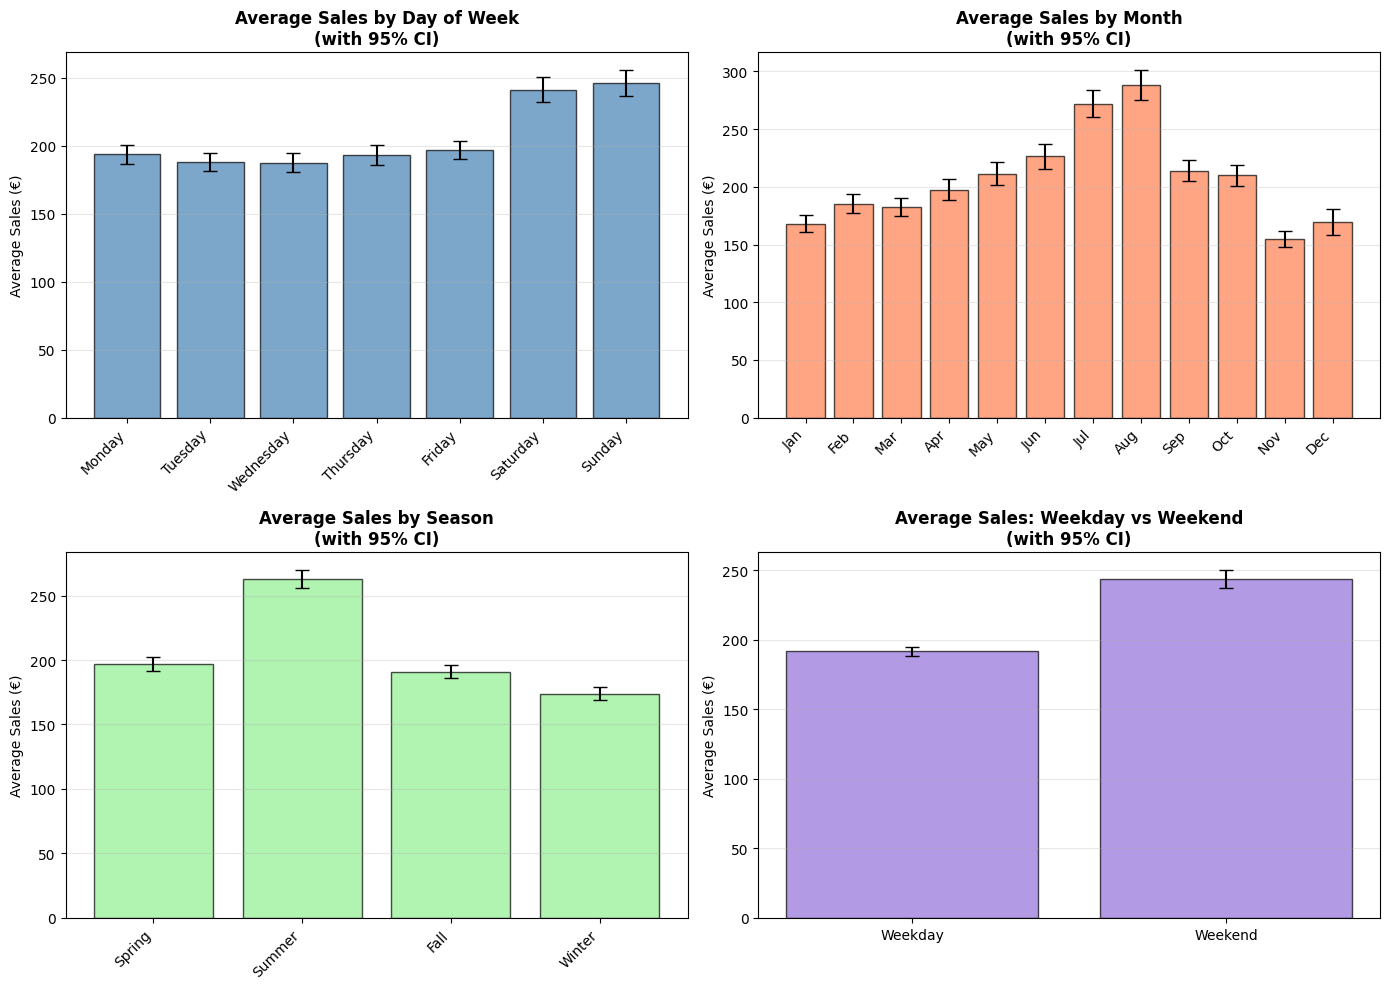 Average Sales by Day of Week
(with 95% CI)
Average Sales (€)
250
200
150
100
50
0
Monday
Tuesday
Wednesday
Thursday
Friday
Saturday
Sunday
Average Sales by Month
(with 95% CI)
Average Sales (€)
300
250
200
150
100
50
0
Jan
Feb
Mar
Apr
May
Jun
Jul
Aug
Sep
Oct
Nov
Dec
Average Sales by Season
(with 95% CI)
Average Sales (€)
250
200
150
100
50
0
Spring
Summer
Fall
Winter
Average Sales: Weekday vs Weekend
(with 95% CI)
Average Sales (€)
250
200
150
100
50
0
Weekday
Weekend